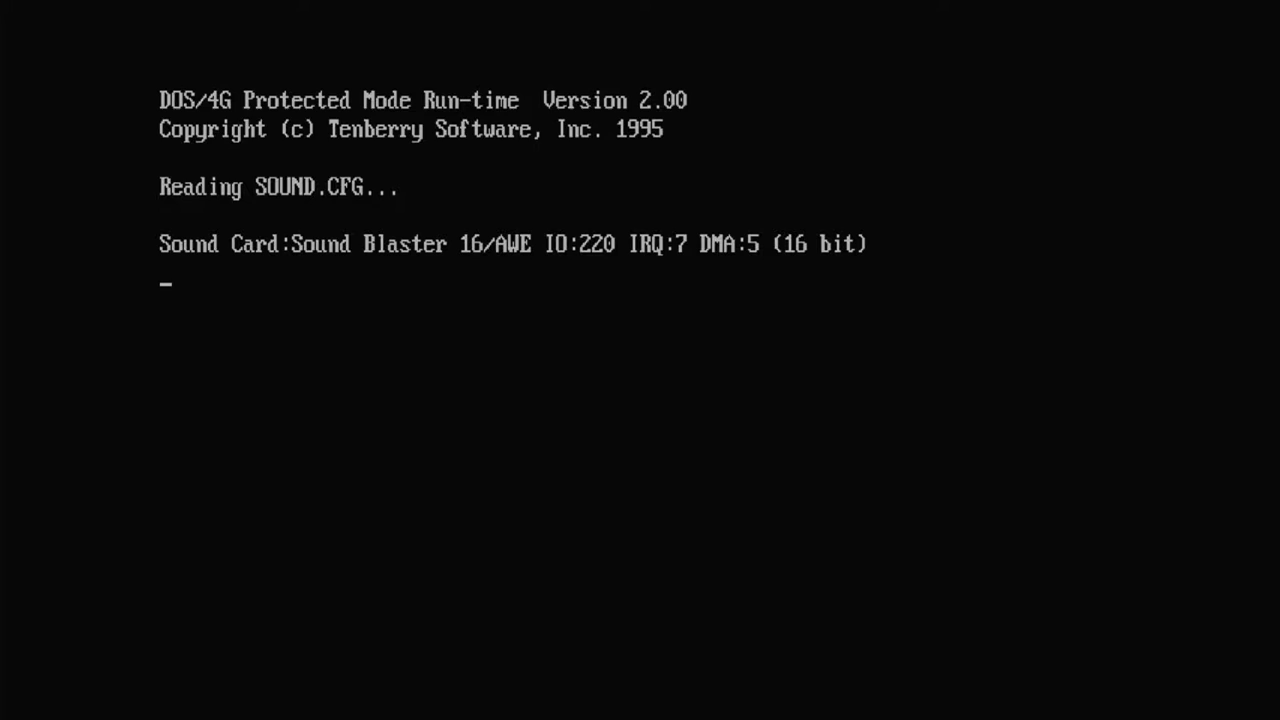 DOS/4G Protected Mode Run-time  Version 2.00
Copyright (c) Tenberry Software, Inc. 1995
Reading SOUND.CFG...
Sound Card:Sound Blaster 16/AWE IO:220 IRQ:7 DMA:5 (16 bit)